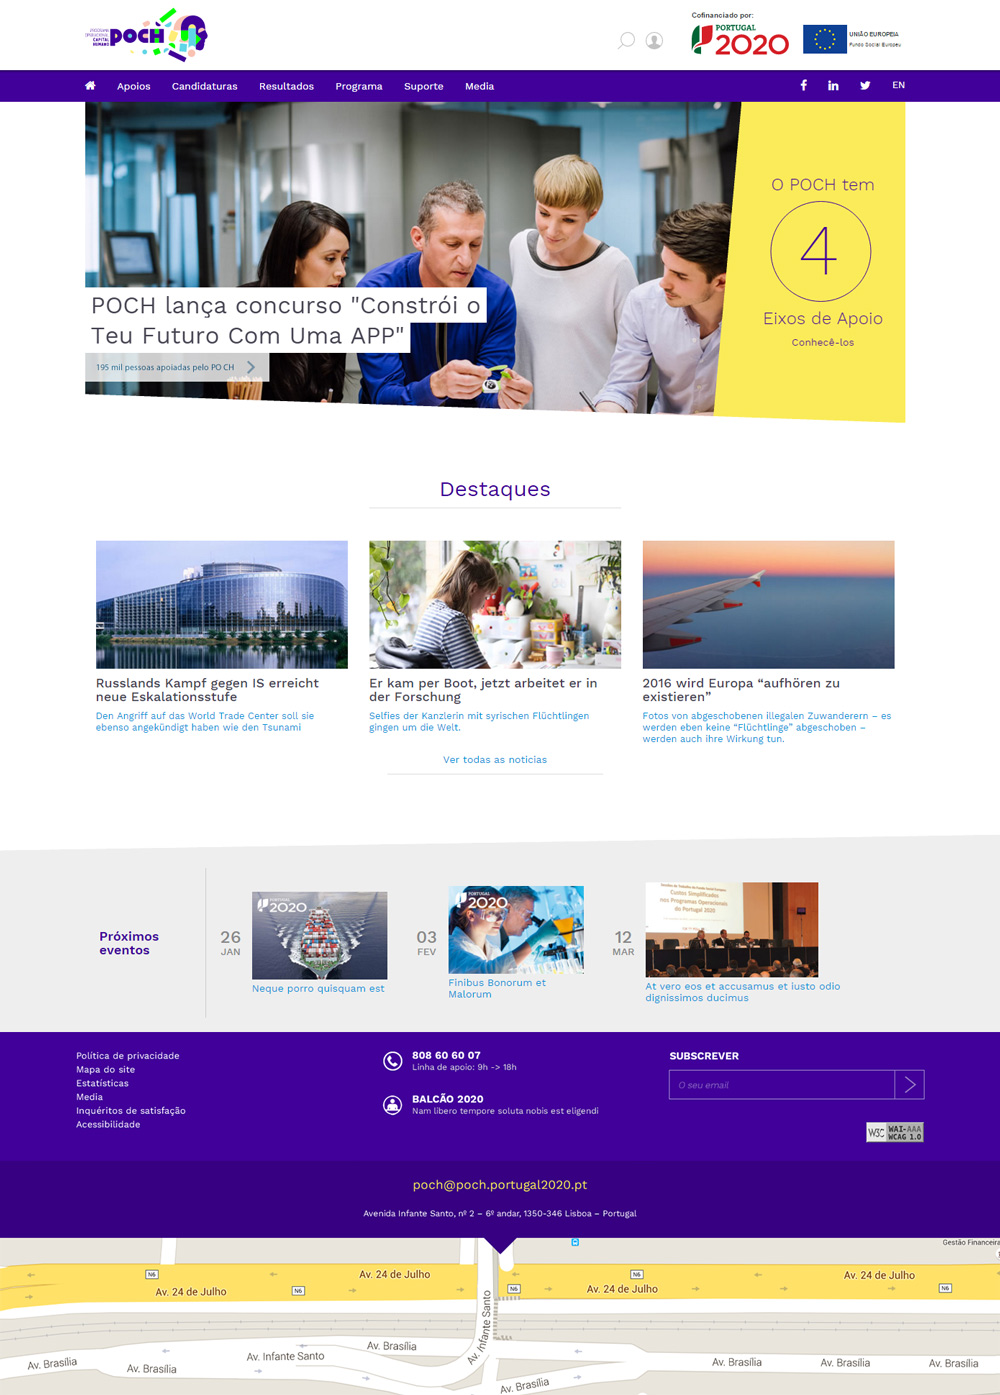 PROGRAMA
OPERACIONAL
CAPITAL
HUMANO
POCH
Cofinanciado por:
PORTUGAL
2020
UNIÃO EUROPEIA
Fundo Social Europeu
Apoios
Candidaturas
Resultados
Programa
Suporte
Media
EN
O POCH tem
4
Eixos de Apoio
Conhecê-los
POCH lança concurso "Constrói o
Teu Futuro Com Uma APP"
195 mil pessoas apoiadas pelo PO CH
Destaques
Russlands Kampf gegen IS erreicht
neue Eskalationsstufe
Den Angriff auf das World Trade Center soll sie
ebenso angekündigt haben wie den Tsunami
Er kam per Boot, jetzt arbeitet er in
der Forschung
Selfies der Kanzlerin mit syrischen Flüchtlingen
gingen um die Welt.
2016 wird Europa “aufhören zu
existieren”
Fotos von abgeschobenen illegalen Zuwanderern – es
werden eben keine “Flüchtlinge” abgeschoben –
werden auch ihre Wirkung tun.
Ver todas as noticias
Próximos
eventos
26
JAN
PORTUGAL
2020
Neque porro quisquam est
03
FEV
PORTUGAL
2020
Finibus Bonorum et
Malorum
12
MAR
Custos Simplificados
nos Programas Operacionais
do Portugal 2020
At vero eos et accusamus et iusto odio
dignissimos ducimus
Política de privacidade
Mapa do site
Estatísticas
Media
Inquéritos de satisfação
Acessibilidade
808 60 60 07
Linha de apoio: 9h -> 18h
BALCÃO 2020
Nam libero tempore soluta nobis est eligendi
SUBSCREVER
O seu email
W3C
WAI-AAA
WCAG 1.0
poch@poch.portugal2020.pt
Avenida Infante Santo, nº 2 – 6º andar, 1350-346 Lisboa – Portugal
Gestão Financeira
N6
Av. 24 de Julho
N6
Av. 24 de Julho
Av. 24 de Julho
N6
N6
Av. 24 de Julho
N6
Av. Infante Santo
Av. Brasília
Av. Brasília
Av. Infante Santo
Av. Brasília
Av. Brasília
Av. Brasília
Av. Brasília
Av. Brasília